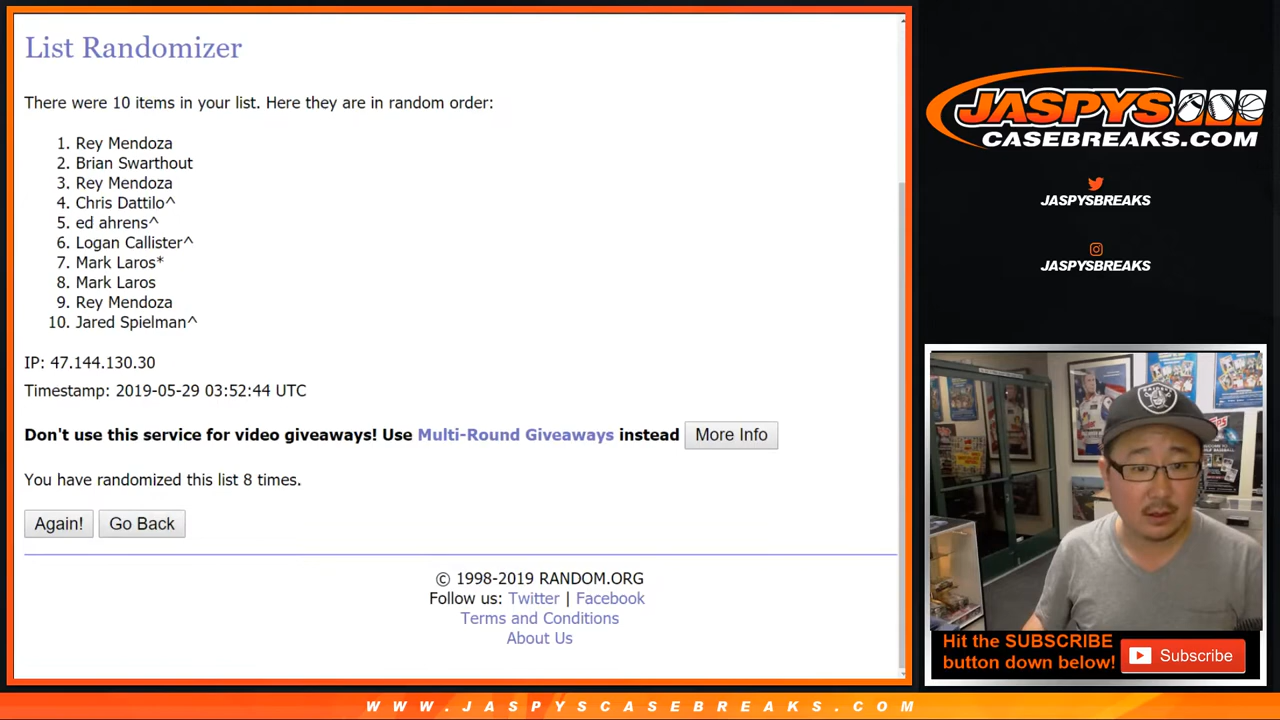 List Randomizer
There were 10 items in your list. Here they are in random order:
1. Rey Mendoza
2. Brian Swarthout
3. Rey Mendoza
4. Chris Dattilo^
5. ed ahrens^
6. Logan Callister^
7. Mark Laros*
8. Mark Laros
9. Rey Mendoza
10. Jared Spielman^
IP: 47.144.130.30
Timestamp: 2019-05-29 03:52:44 UTC
Don't use this service for video giveaways! Use Multi-Round Giveaways instead More Info
You have randomized this list 8 times.
Again! Go Back
© 1998-2019 RANDOM.ORG
Follow us: Twitter | Facebook
Terms and Conditions
About Us
JASPYS
CASEBREAKS.COM
JASPYSBREAKS
JASPYSBREAKS
Hit the SUBSCRIBE
button down below!
Subscribe
WWW.JASPYSCASEBREAKS.COM